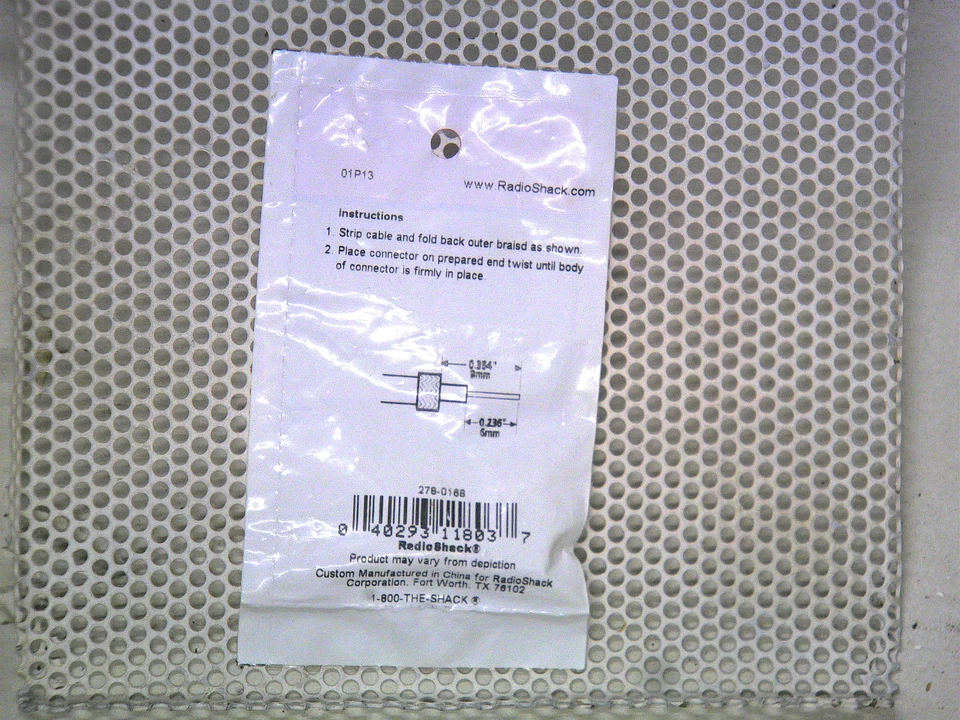 01P13
www RadioShack.com
Instructions
1. Strip cable and fold back outer braisd as shown.
2. Place connector on prepared end twist until body
of connector is firmly in place.
0.354"
9mm
0.236"
6mm
278-0168
0 40293 11803 7
RadioShack®
Product may vary from depiction
Custom Manufactured in China for RadioShack
Corporation. Fort Worth, TX 76102
1-800-THE-SHACK ®